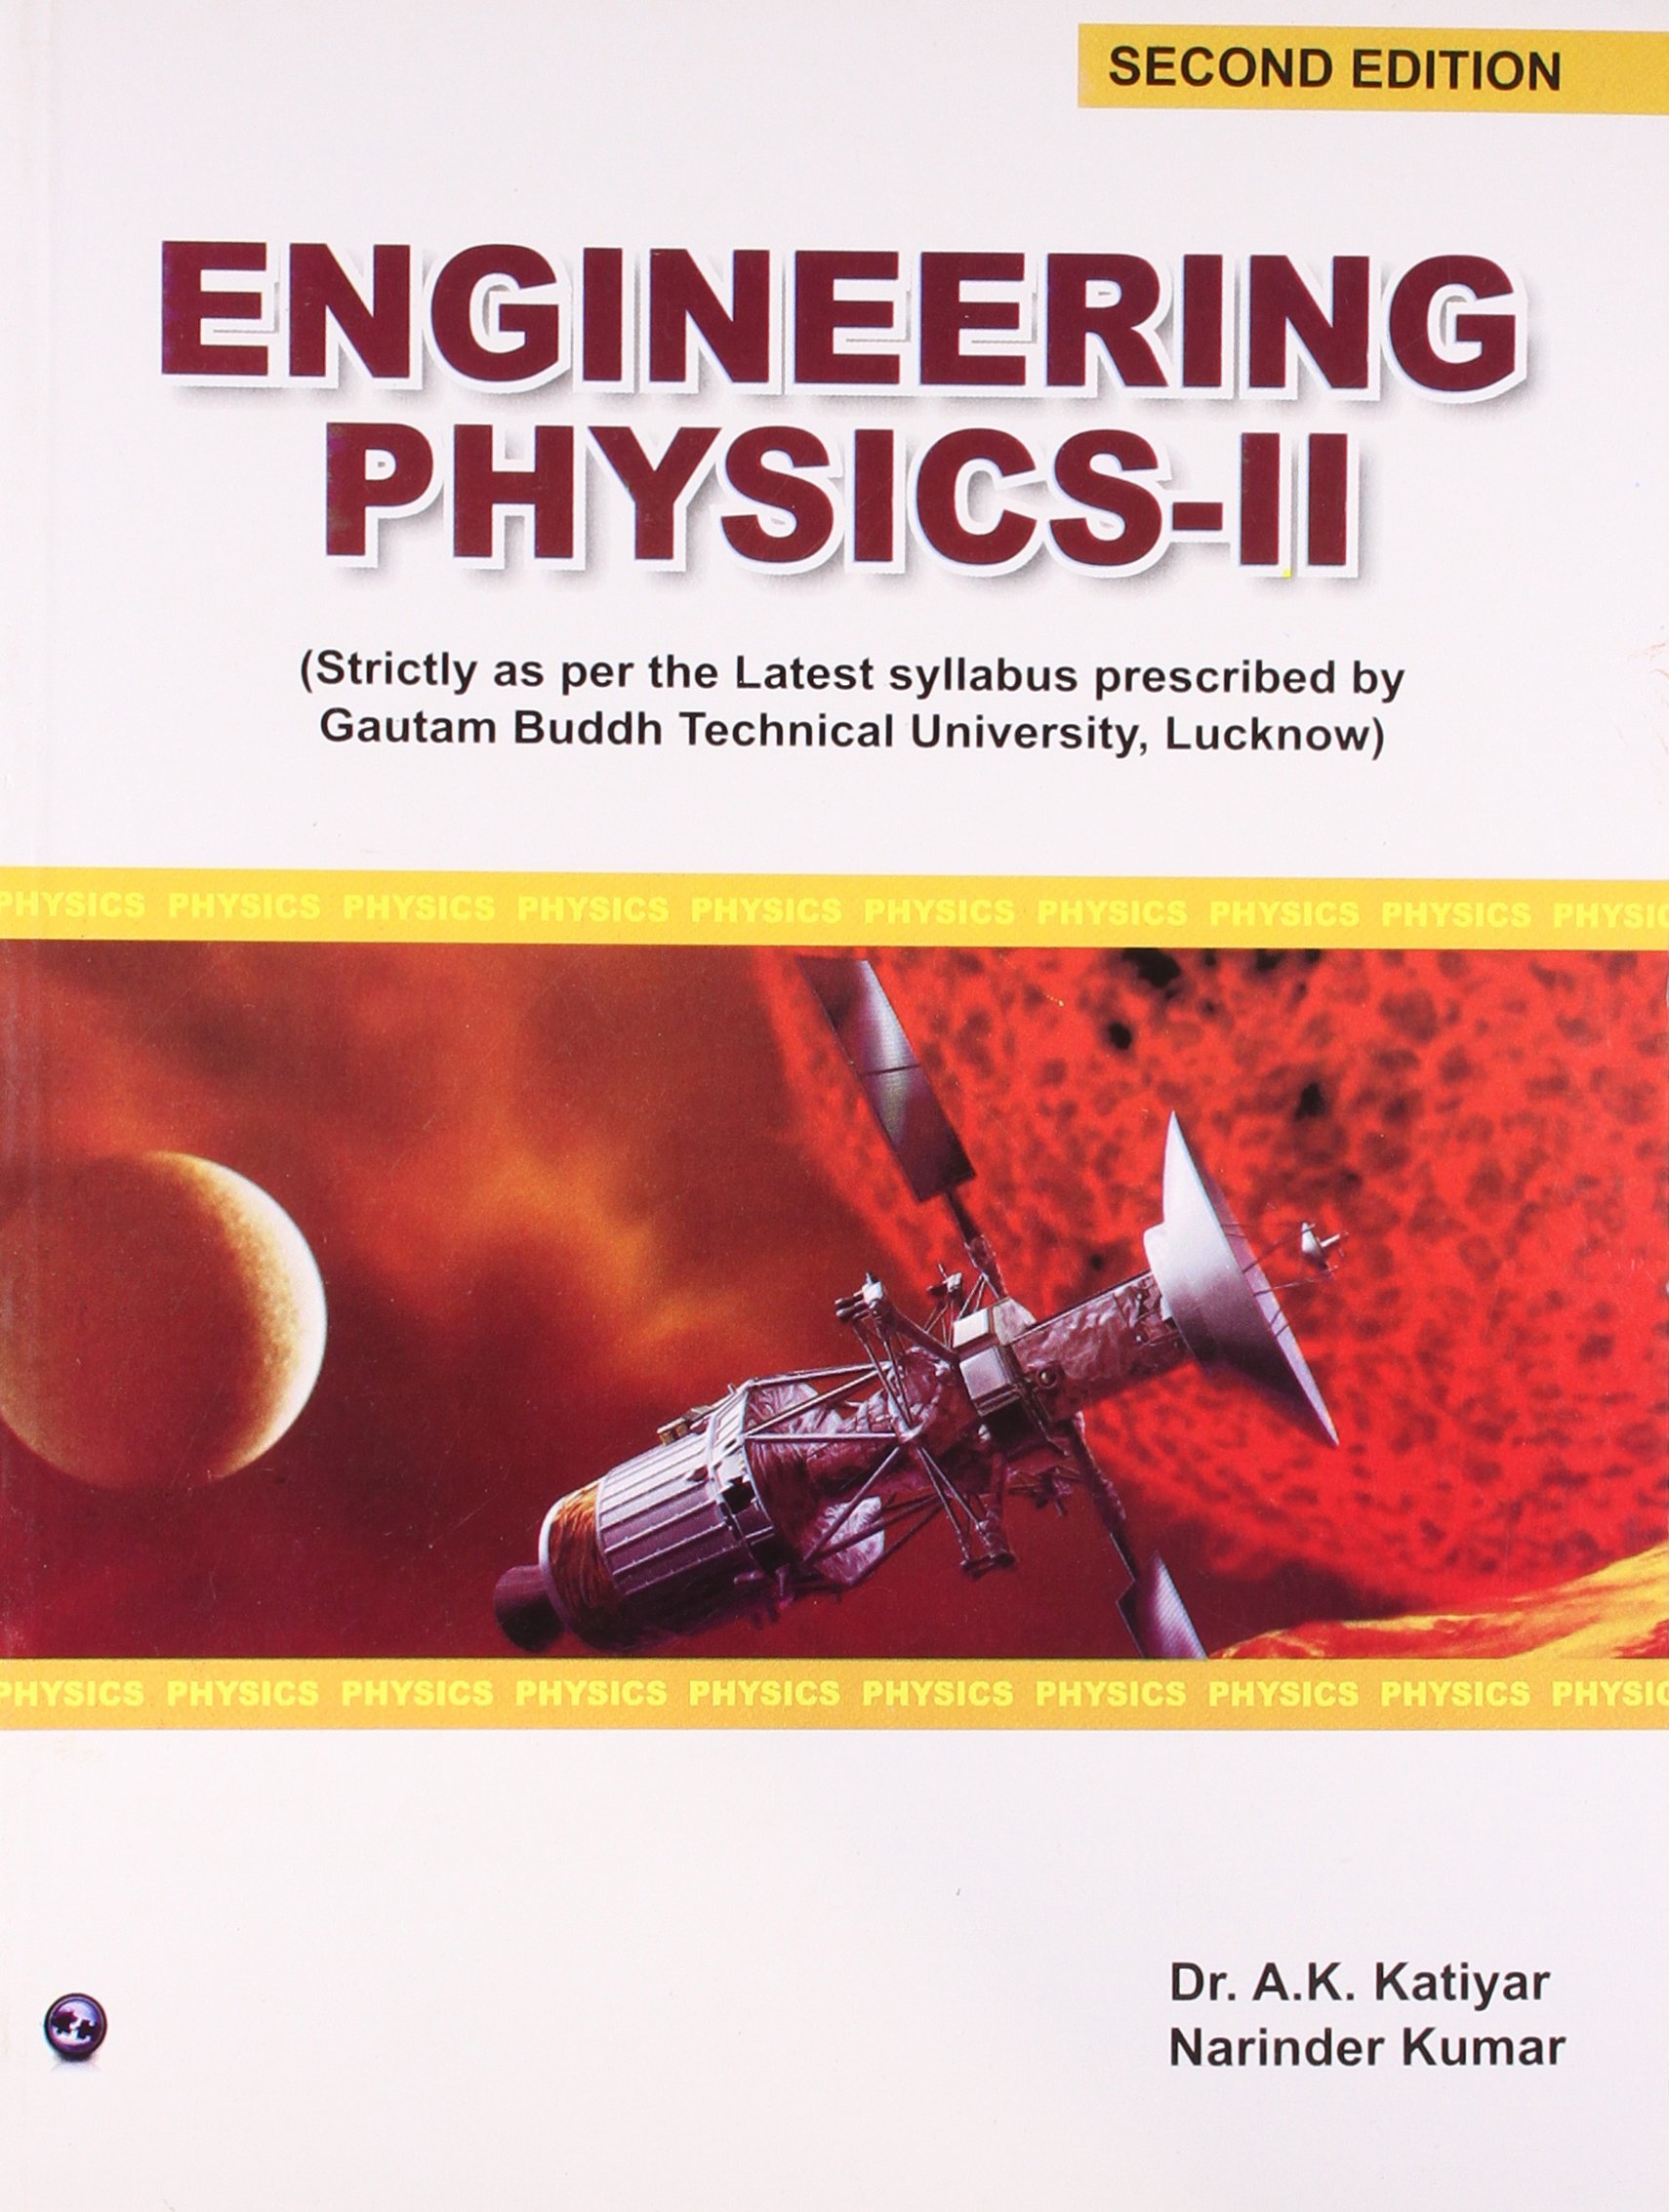 SECOND EDITION
ENGINEERING
PHYSICS-II
(Strictly as per the Latest syllabus prescribed by
Gautam Buddh Technical University, Lucknow)
PHYSICS PHYSICS PHYSICS PHYSICS PHYSICS PHYSICS PHYSICS PHYSICS PHYSICS PHYSIC
PHYSICS PHYSICS PHYSICS PHYSICS PHYSICS PHYSICS PHYSICS PHYSICS PHYSICS PHYSIC
Dr. A.K. Katiyar
Narinder Kumar